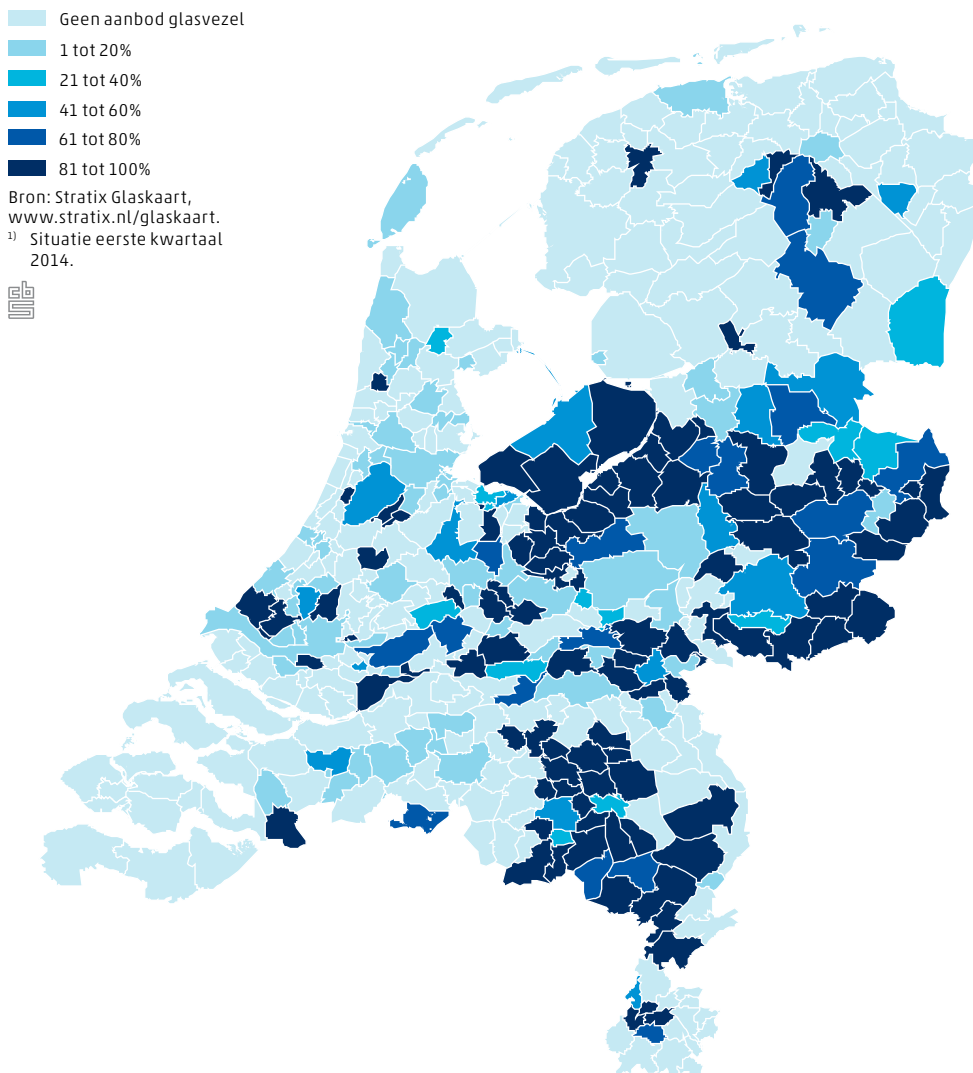 Geen aanbod glasvezel
1 tot 20%
21 tot 40%
41 tot 60%
61 tot 80%
81 tot 100%
Bron: Stratix Glaskaart,
www.stratix.nl/glaskaart.
1) Situatie eerste kwartaal
2014.
cbs